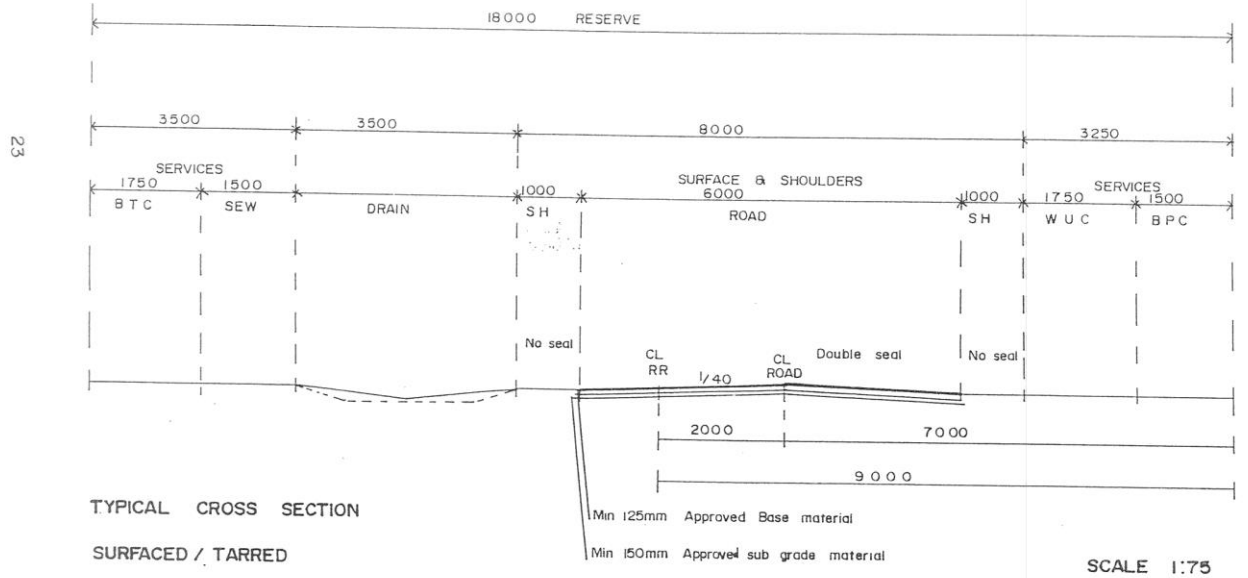 18000 RESERVE
23
3500 3500 8000 3250
SERVICES SURFACE & SHOULDERS SERVICES
1750 1500 1000 6000 1000 1750 1500
BTC SEW DRAIN SH ROAD SH WUC BPC
No seal CL RR 1/40 CL ROAD Double seal No seal
2000 7000
9000
TYPICAL CROSS SECTION
Min 125mm Approved Base material
SURFACED / TARRED
Min 150mm Approved sub grade material
SCALE 1:75